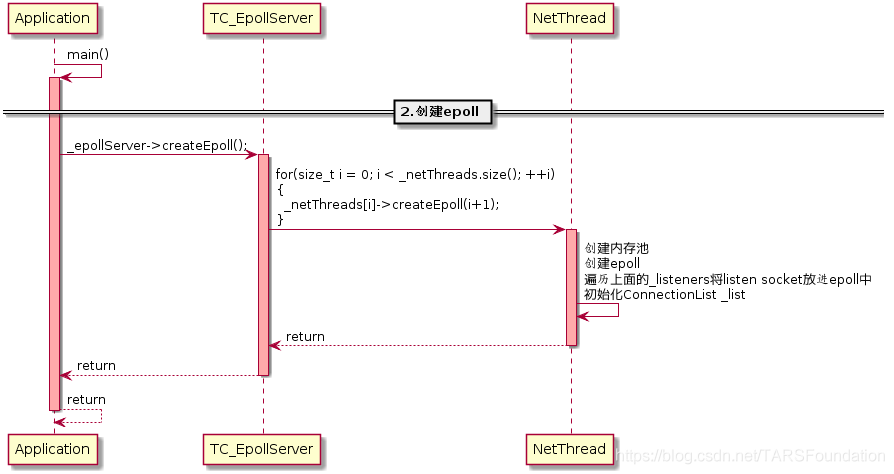 Application
TC_EpollServer
NetThread
main()
2.创建epoll
_epollServer->createEpoll();
for(size_t i = 0; i < _netThreads.size(); ++i)
{
_netThreads[i]->createEpoll(i+1);
}
创建内存池
创建epoll
遍历上面的_listeners将listen socket放进epoll中
初始化ConnectionList _list
return
return
return
Application
TC_EpollServer
NetThread
https://blog.csdn.net/TARSFoundation